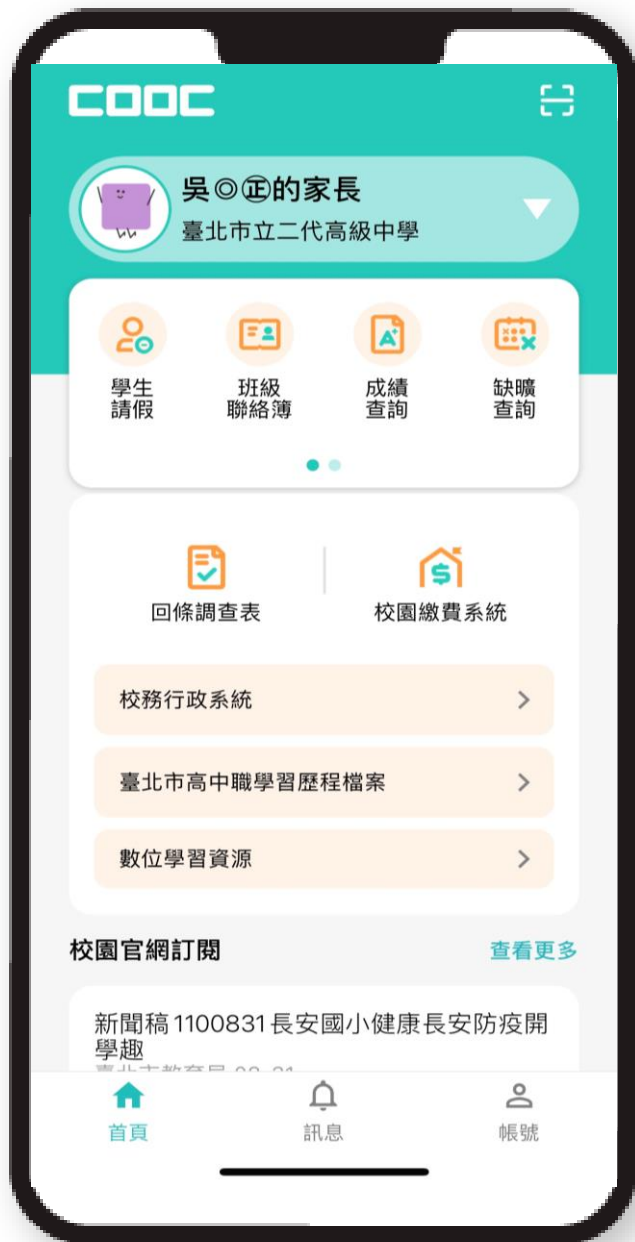 COOC
吳◎㊣的家長
臺北市立二代高級中學
學生
請假
班級
聯絡簿
成績
查詢
缺曠
查詢
回條調查表
校園繳費系統
校務行政系統
臺北市高中職學習歷程檔案
數位學習資源
校園官網訂閱
查看更多
新聞稿1100831長安國小健康長安防疫開
學趣
首頁
訊息
帳號